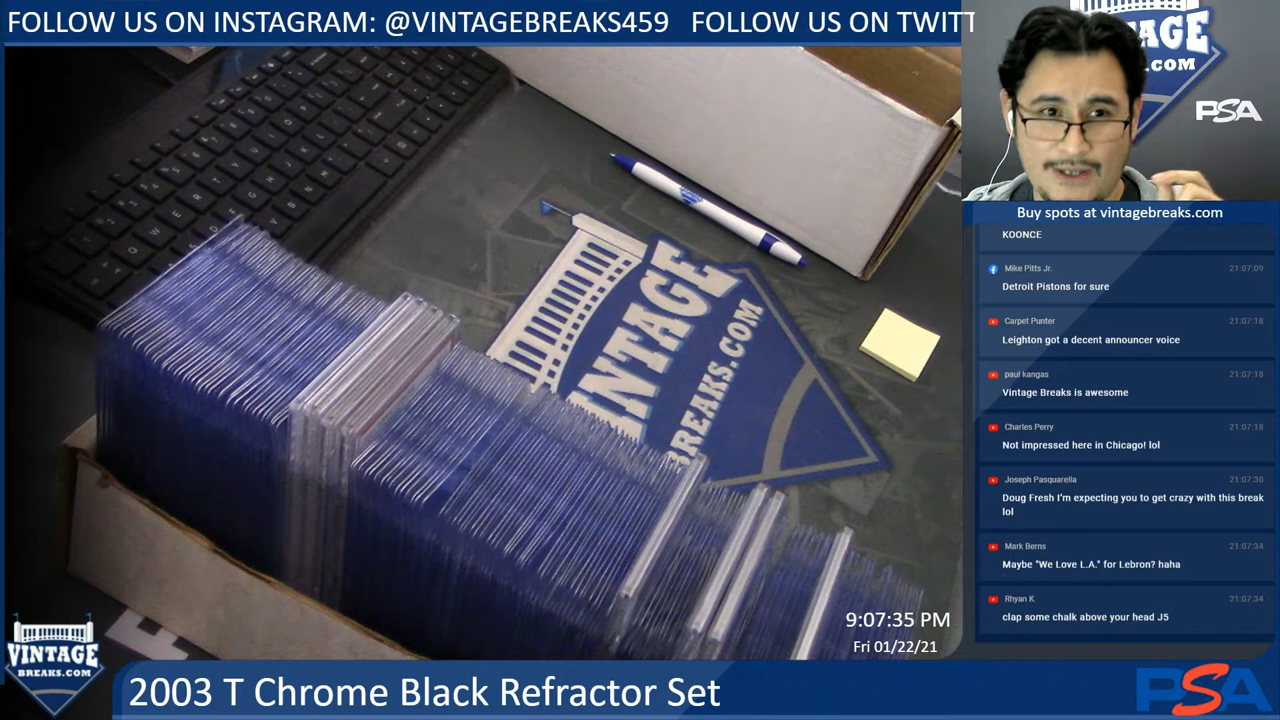 FOLLOW US ON INSTAGRAM: @VINTAGEBREAKS459 FOLLOW US ON TWITT
AGE
.COM
PSA
Buy spots at vintagebreaks.com
KOONCE
Mike Pitts Jr. 21:07:09
Detroit Pistons for sure
Carpet Punter 21:07:18
Leighton got a decent announcer voice
paul kangas 21:07:18
Vintage Breaks is awesome
Charles Perry 21:07:18
Not impressed here in Chicago! lol
Joseph Pasquarella 21:07:30
Doug Fresh I'm expecting you to get crazy with this break
lol
Mark Berns 21:07:34
Maybe "We Love L.A." for Lebron? haha
Rhyan K 21:07:34
clap some chalk above your head J5
VINTAGE
BREAKS.COM
9:07:35 PM
Fri 01/22/21
VINTAGE
BREAKS.COM
2003 T Chrome Black Refractor Set
PSA